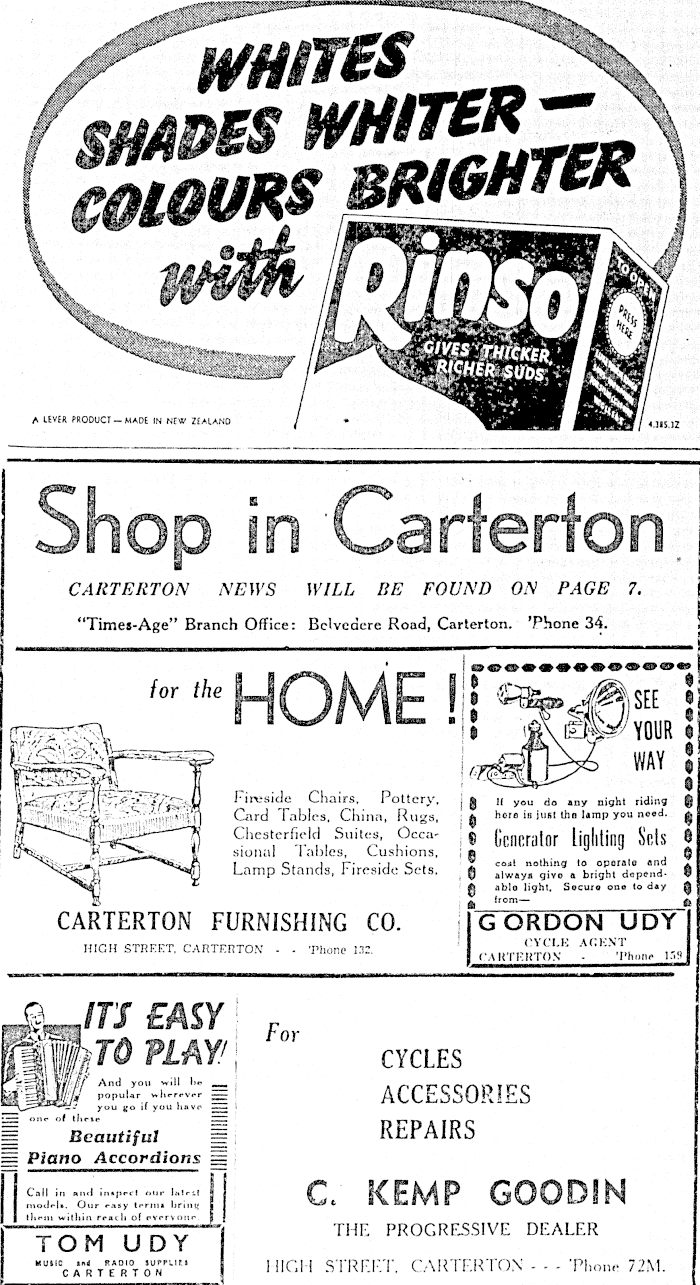 WHITES
SHADES WHITER —
COLOURS BRIGHTER
with
Rinso
GIVES THICKER,
RICHER SUDS
TO OPEN
PRESS
HERE
A LEVER PRODUCT — MADE IN NEW ZEALAND
4.385.3Z
Shop in Carterton
CARTERTON NEWS WILL BE FOUND ON PAGE 7.
"Times-Age" Branch Office: Belvedere Road, Carterton. 'Phone 34.
for the HOME!
Fireside Chairs, Pottery,
Card Tables, China, Rugs,
Chesterfield Suites, Occa-
sional Tables, Cushions,
Lamp Stands, Fireside Sets.
CARTERTON FURNISHING CO.
HIGH STREET, CARTERTON - - 'Phone 132.
SEE
YOUR
WAY
If you do any night riding
here is just the lamp you need.
Generator Lighting Sets
cost nothing to operate and
always give a bright depend-
able light. Secure one to day
from—
GORDON UDY
CYCLE AGENT
CARTERTON - 'Phone 159
IT'S EASY
TO PLAY!
And you will be
popular wherever
you go if you have
one of these
Beautiful
Piano Accordions
Call in and inspect our latest
models. Our easy terms bring
them within reach of everyone.
TOM UDY
MUSIC and RADIO SUPPLIES
CARTERTON
For
CYCLES
ACCESSORIES
REPAIRS
C. KEMP GOODIN
THE PROGRESSIVE DEALER
HIGH STREET, CARTERTON - - - 'Phone 72M.